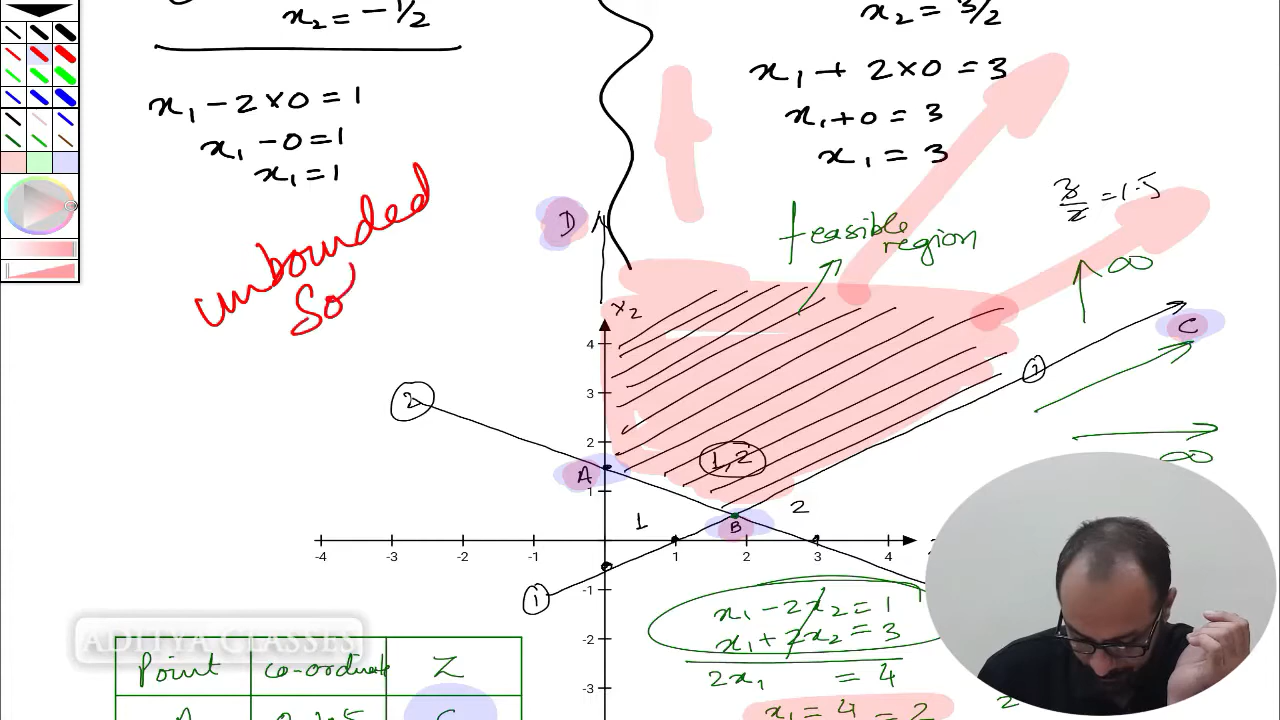 x₂ = -1/2
x₂ = 3/2
x₁ - 2×0 = 1
x₁ - 0 = 1
x₁ = 1
x₁ + 2×0 = 3
x₁ + 0 = 3
x₁ = 3
unbounded
So
3/2 = 1.5
feasible
region
∞
D
x₂
C
4
3
2
1
2
1
1,2
∞
A
B
1
2
-4 -3 -2 -1 1 2 3 4
-1
-2
-3
1
x₁ - 2x₂ = 1
x₁ + 2x₂ = 3
2x₁ = 4
x₁ = 4 = 2
ADITYA CLASSES
Point co-ordinate Z